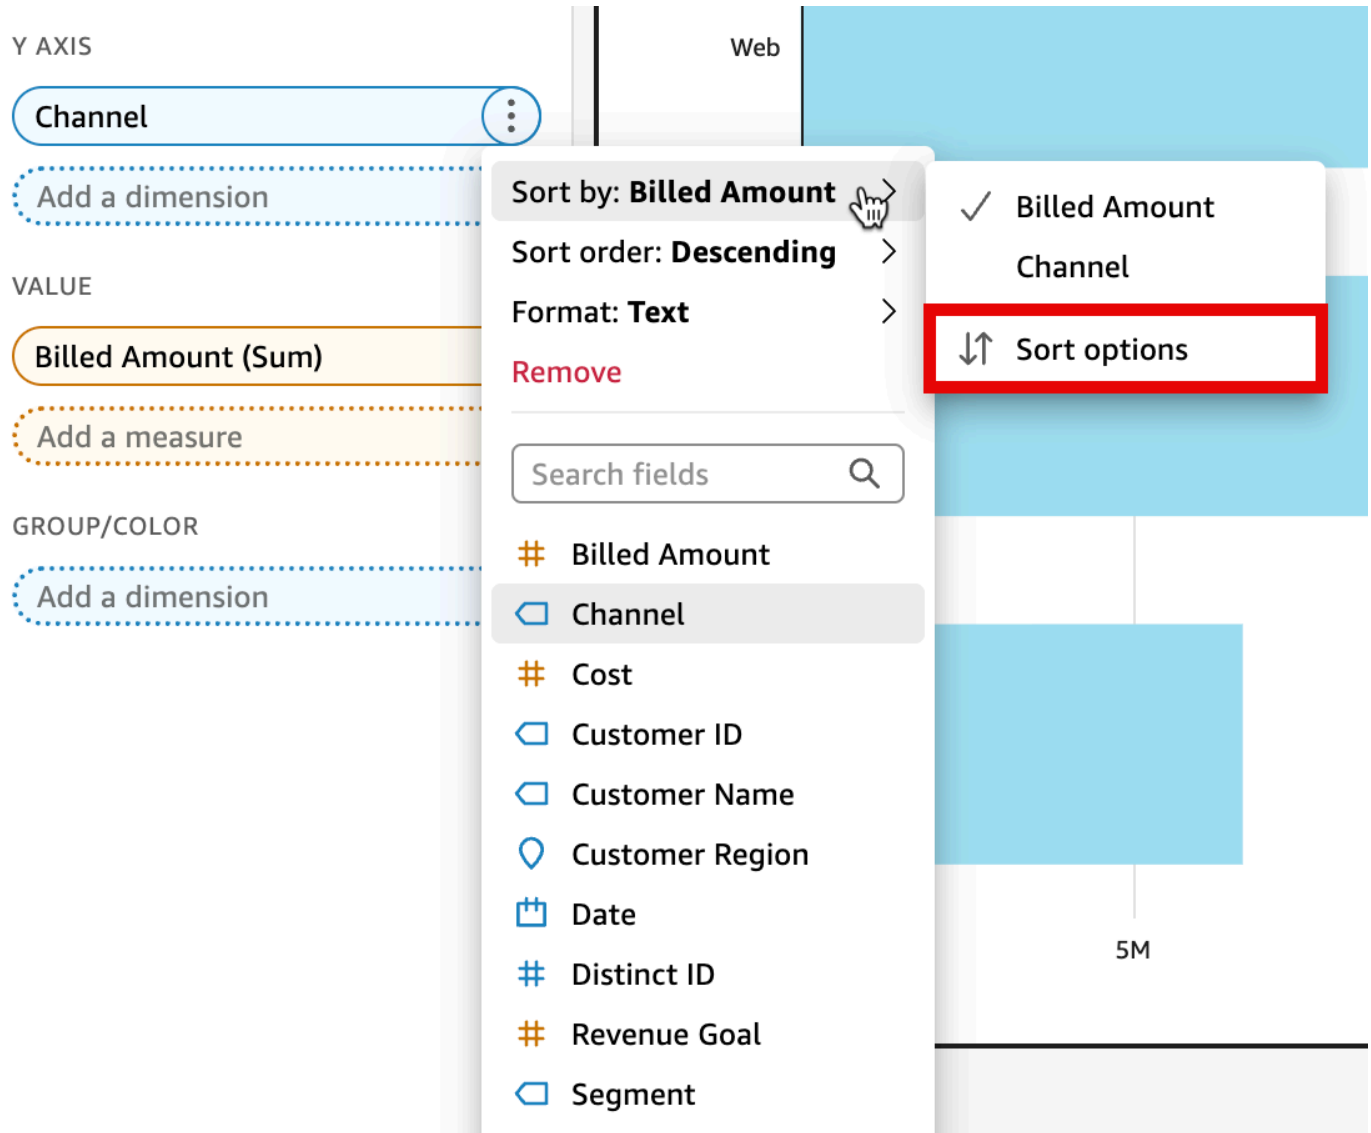 Y AXIS
Channel
Add a dimension
VALUE
Billed Amount (Sum)
Add a measure
GROUP/COLOR
Add a dimension
Sort by: Billed Amount
Sort order: Descending
Format: Text
Remove
Search fields
Billed Amount
Channel
Cost
Customer ID
Customer Name
Customer Region
Date
Distinct ID
Revenue Goal
Segment
Billed Amount
Channel
Sort options
Web
5M